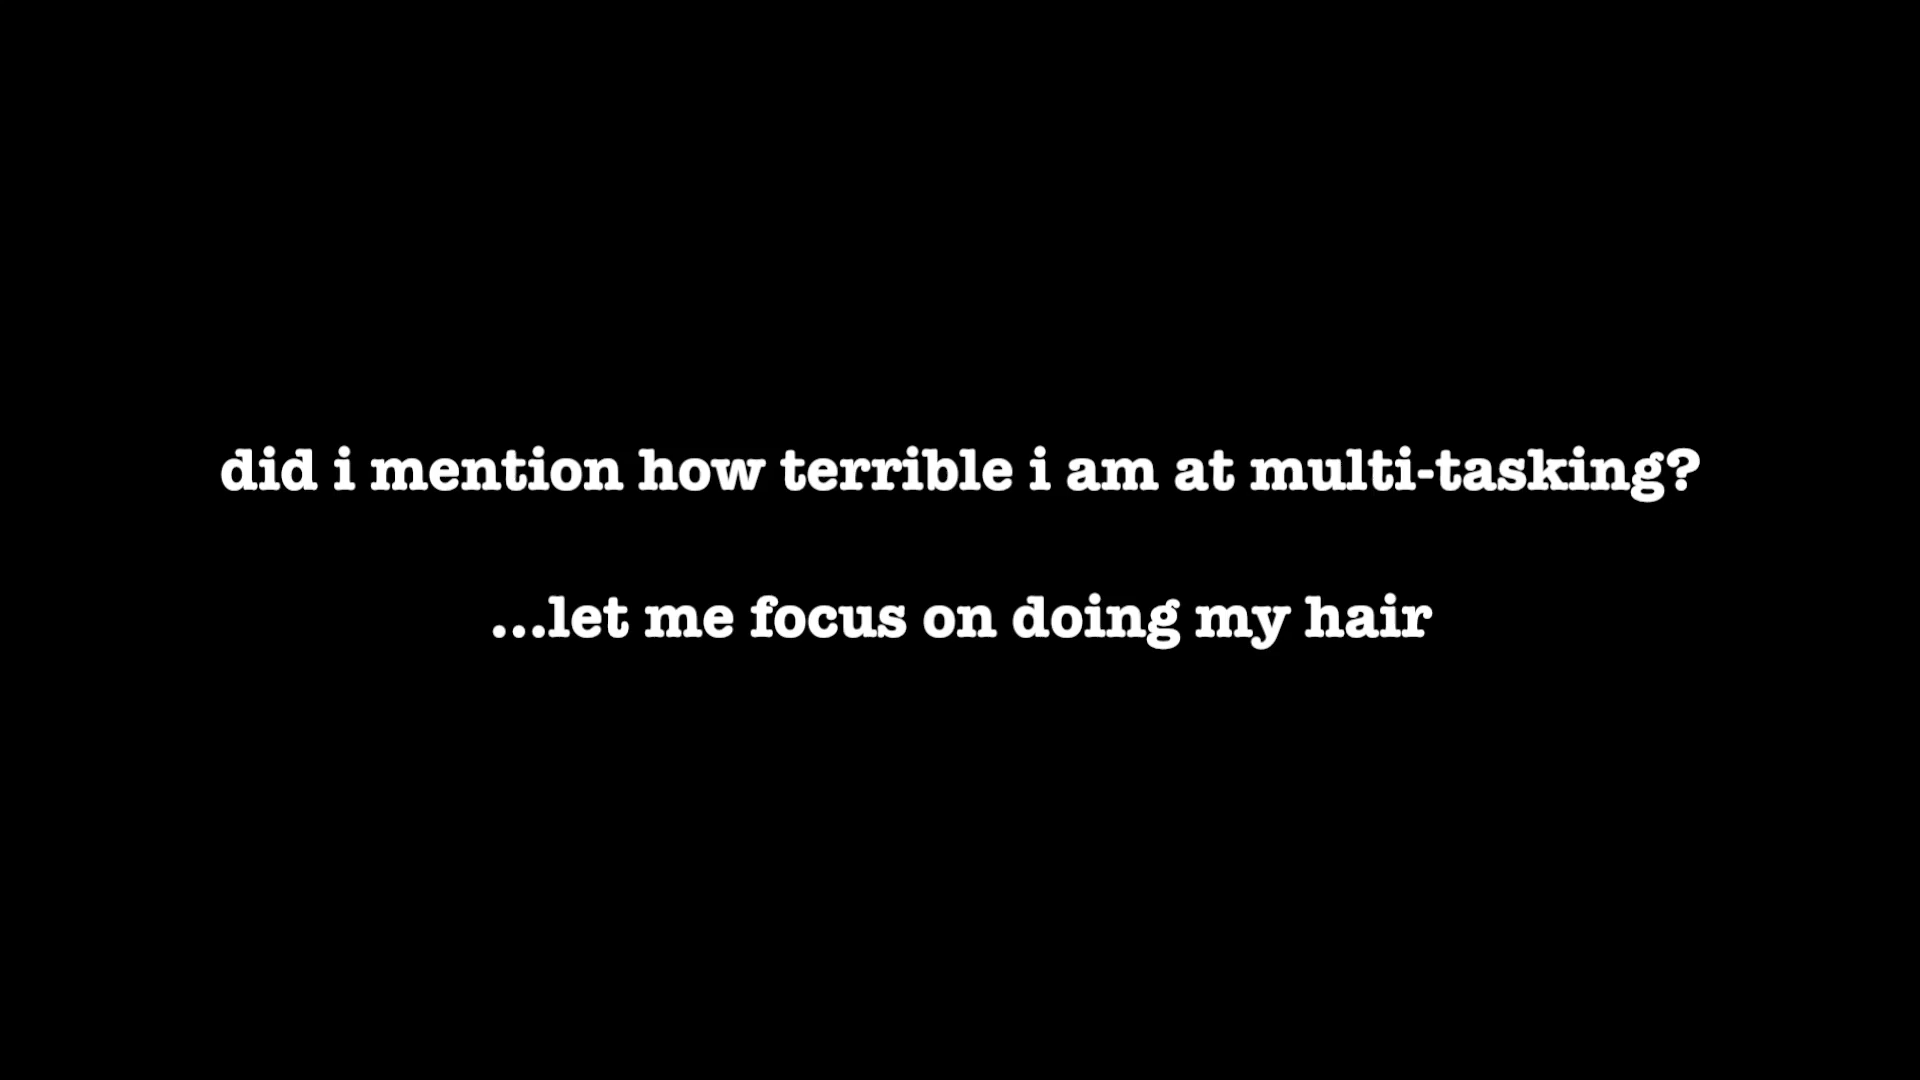 did i mention how terrible i am at multi-tasking?
...let me focus on doing my hair